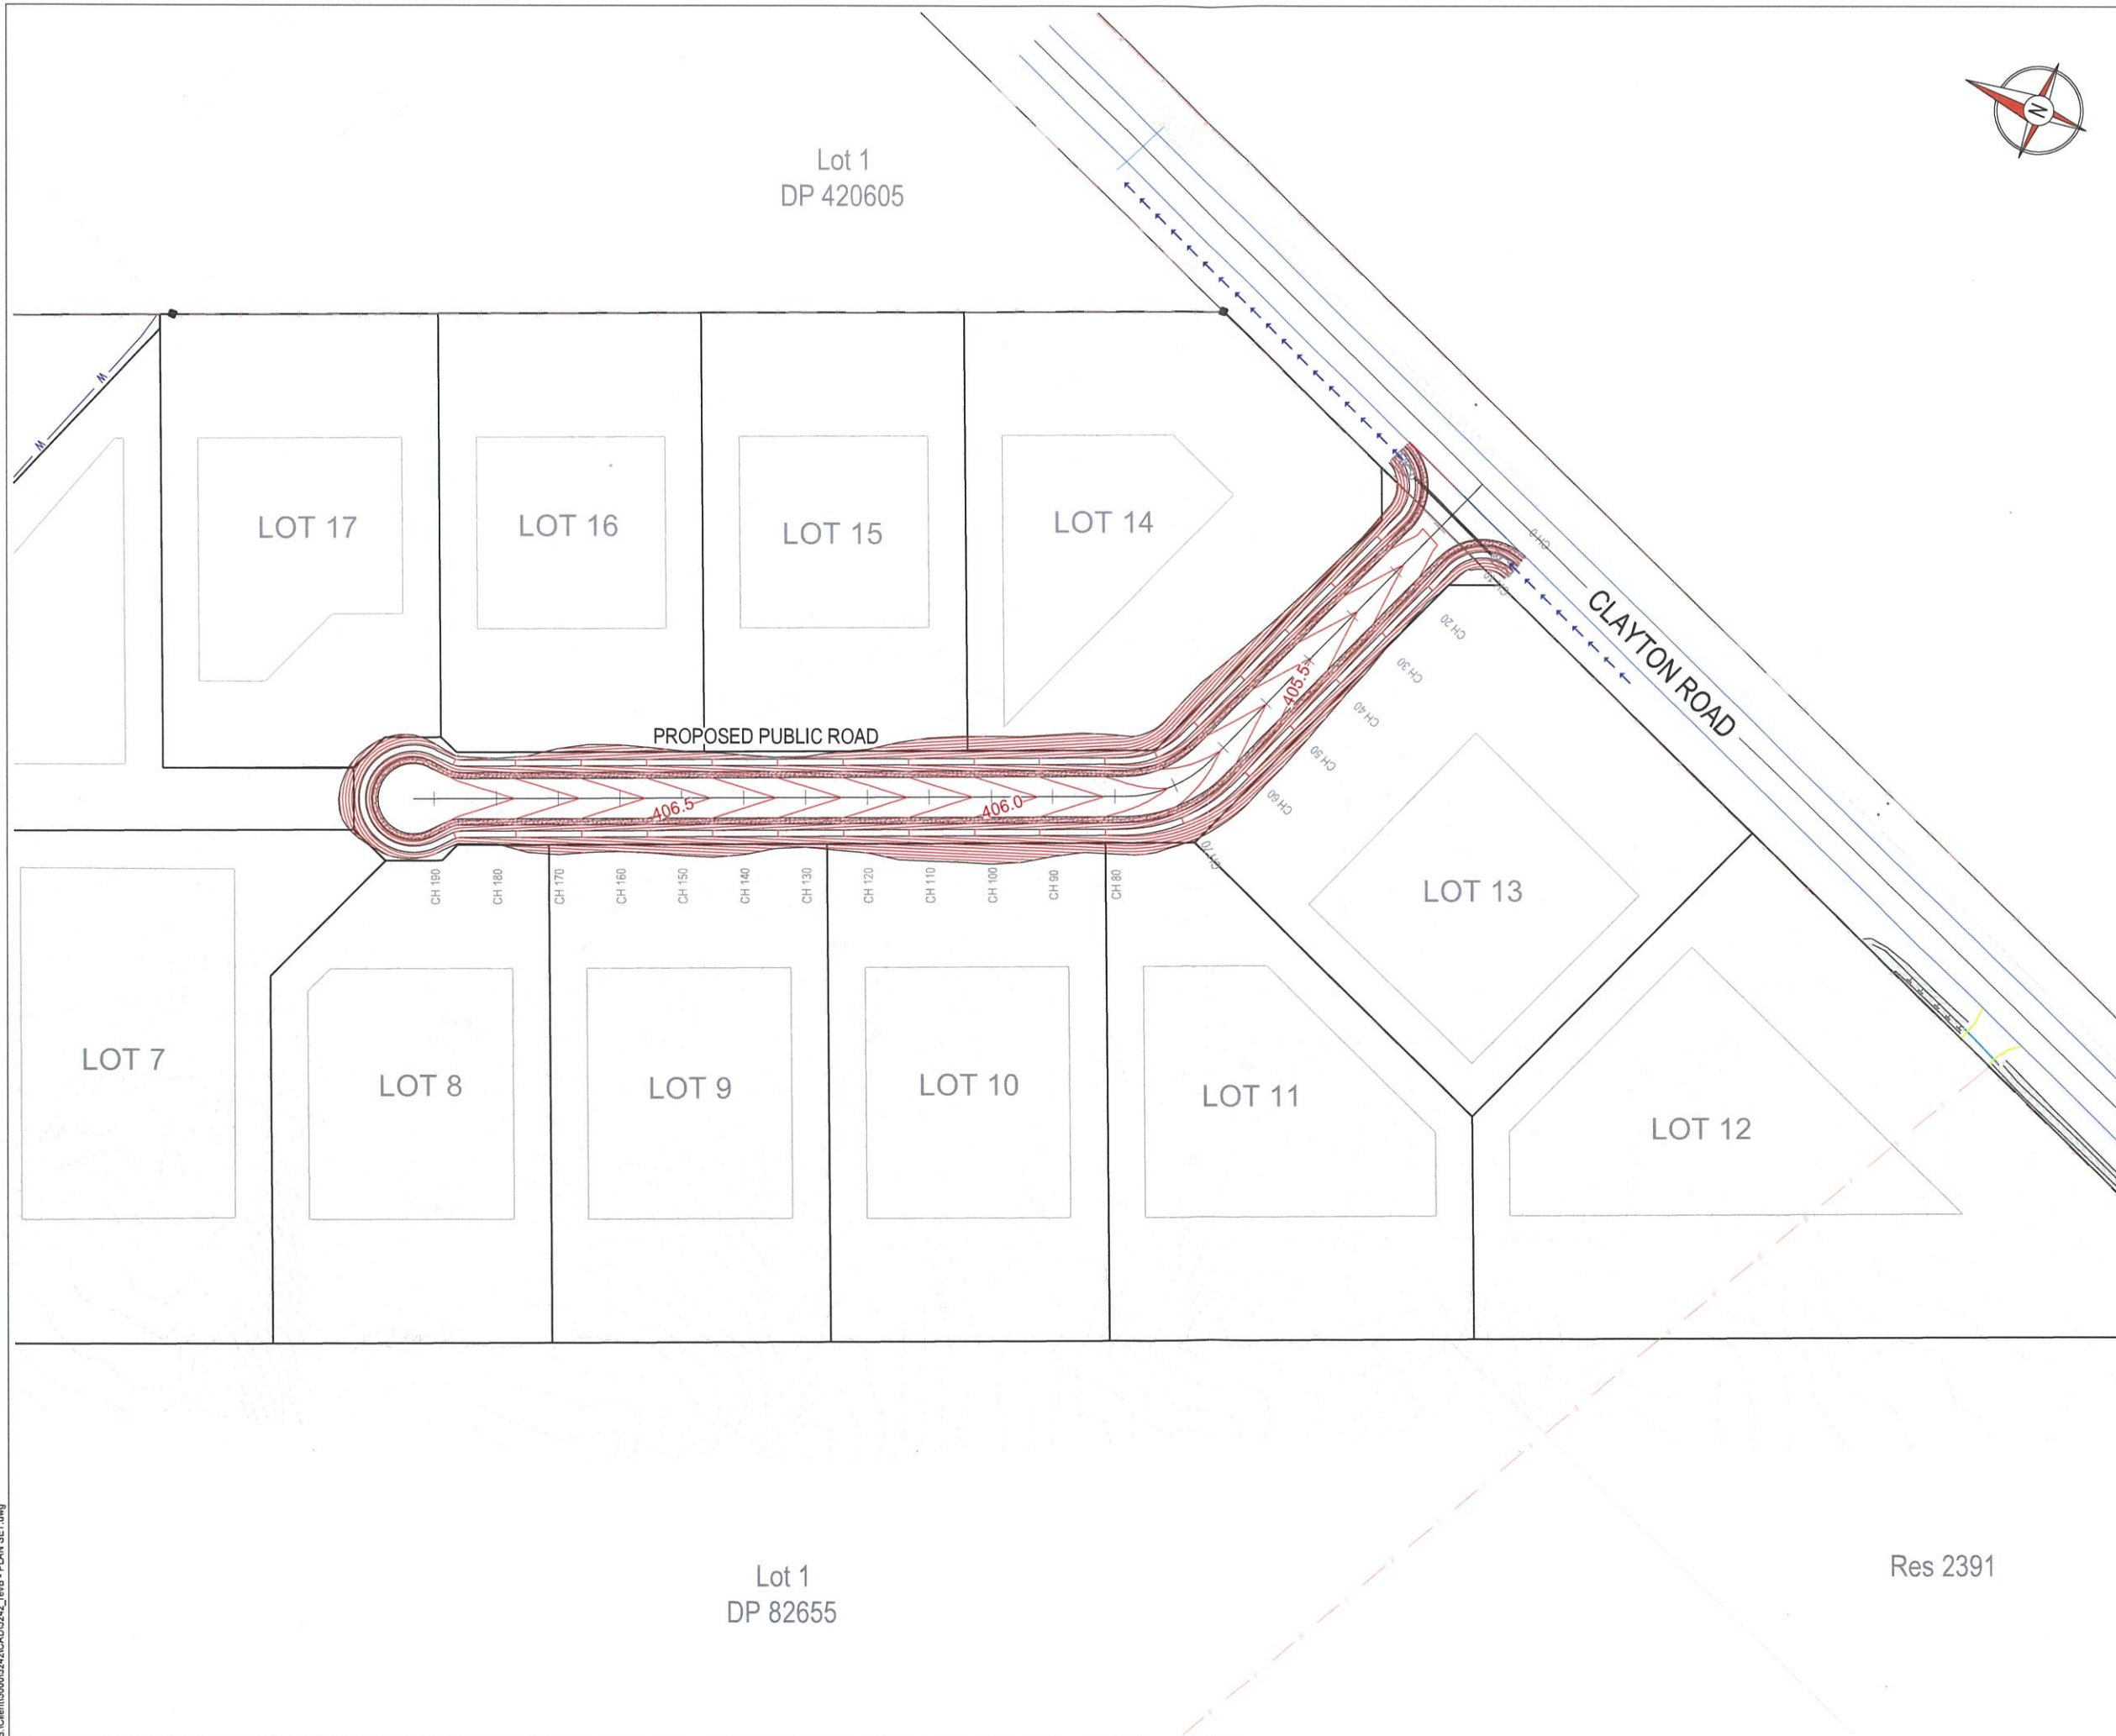 N
Lot 1
DP 420605
W
W
LOT 17
LOT 16
LOT 15
LOT 14
CH 0
CLAYTON ROAD
CH 20
CH 30
CH 40
CH 50
CH 60
CH 70
405.5
PROPOSED PUBLIC ROAD
406.5
406.0
CH 190
CH 180
CH 170
CH 160
CH 150
CH 140
CH 130
CH 120
CH 110
CH 100
CH 90
CH 80
LOT 13
LOT 7
LOT 8
LOT 9
LOT 10
LOT 11
LOT 12
Lot 1
DP 82655
Res 2391